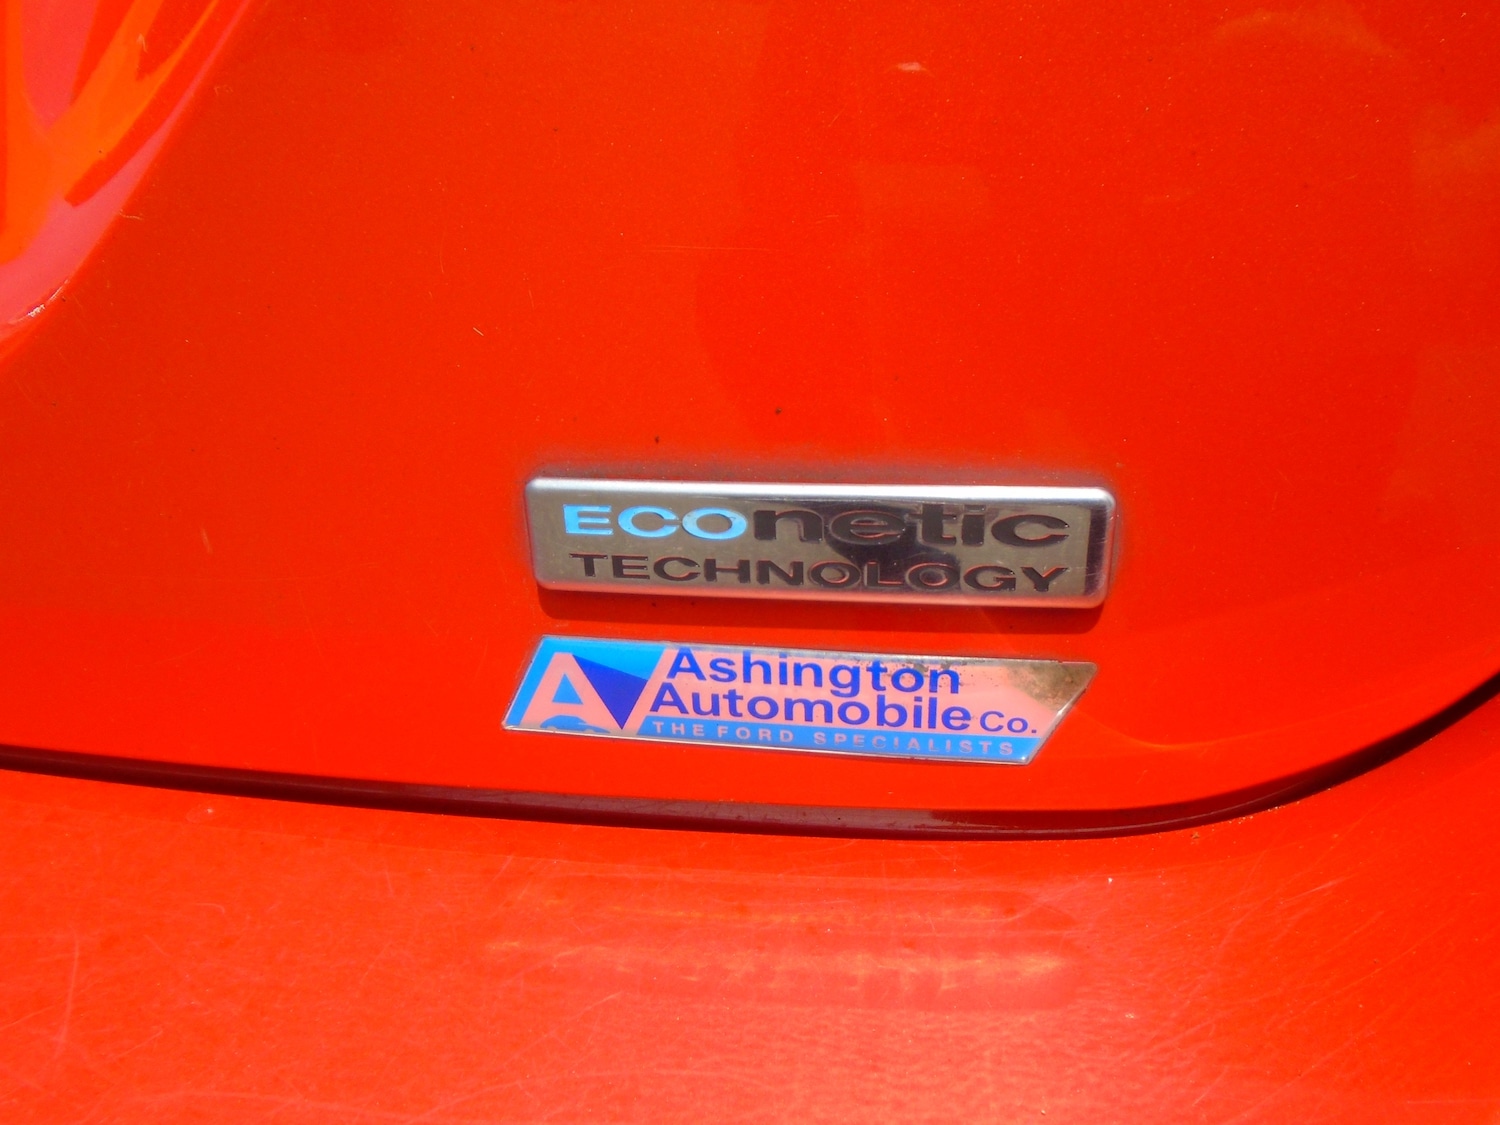 ECOnetic
TECHNOLOGY
Ashington
Automobile Co.
THE FORD SPECIALISTS